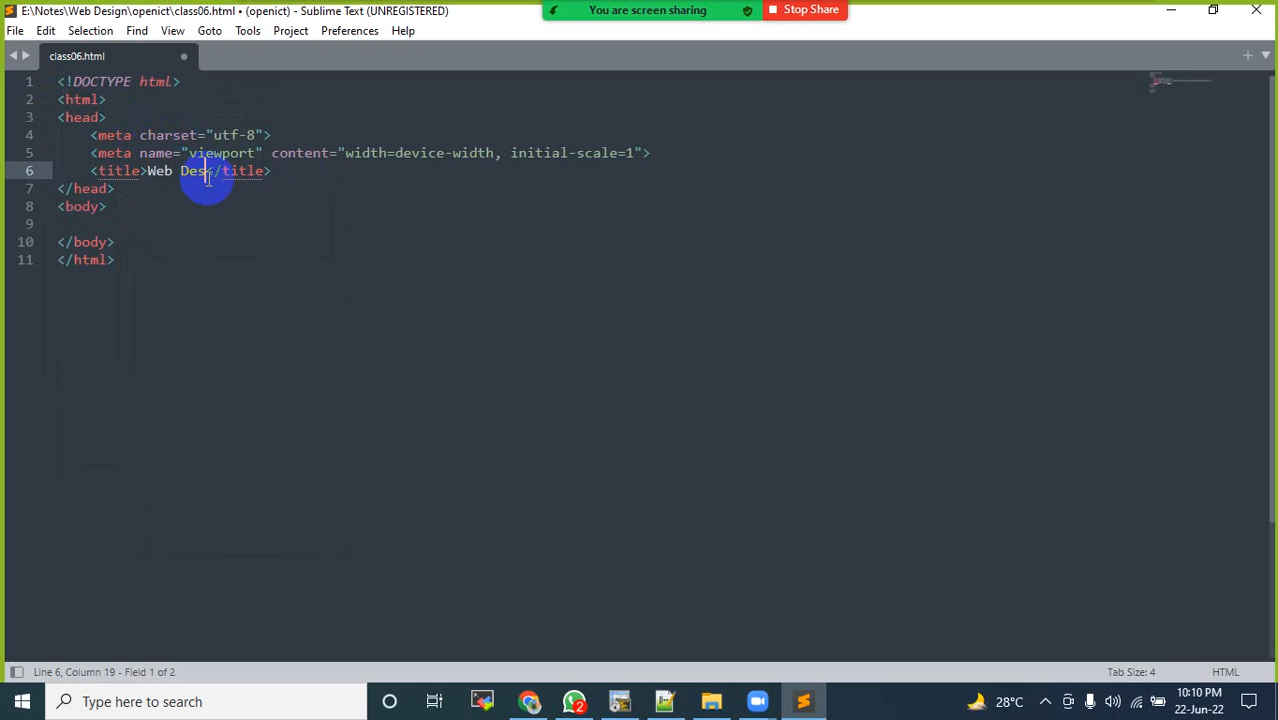 E:\Notes\Web Design\openict\class06.html • (openict) - Sublime Text (UNREGISTERED)
You are screen sharing
Stop Share
File Edit Selection Find View Goto Tools Project Preferences Help
class06.html
1 <!DOCTYPE html>
2 <html>
3 <head>
4 <meta charset="utf-8">
5 <meta name="viewport" content="width=device-width, initial-scale=1">
6 <title>Web Des</title>
7 </head>
8 <body>
9
10 </body>
11 </html>
Line 6, Column 19 - Field 1 of 2
Tab Size: 4
HTML
Type here to search
2
28°C
10:10 PM
22-Jun-22